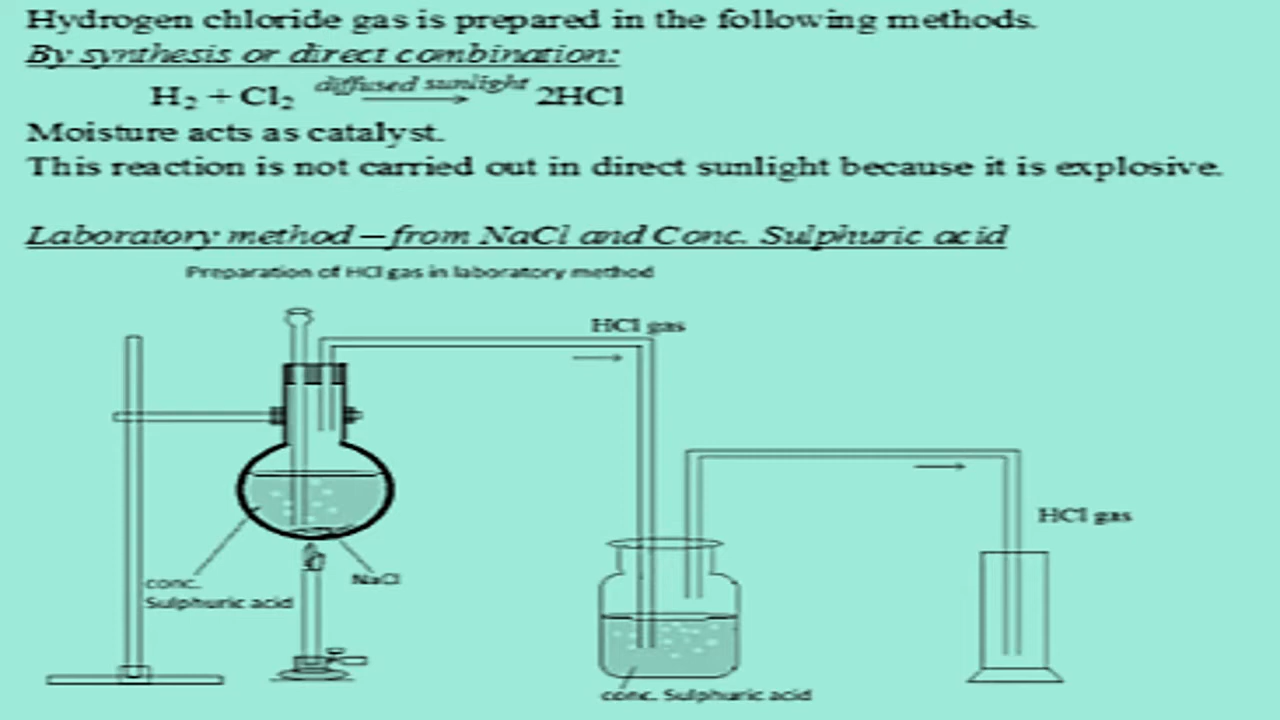 Hydrogen chloride gas is prepared in the following methods.
By synthesis or direct combination:
H₂ + Cl₂ diffused sunlight → 2HCl
Moisture acts as catalyst.
This reaction is not carried out in direct sunlight because it is explosive.
Laboratory method – from NaCl and Conc. Sulphuric acid
Preparation of HCl gas in laboratory method
HCl gas
HCl gas
conc.
Sulphuric acid
NaCl
conc. Sulphuric acid